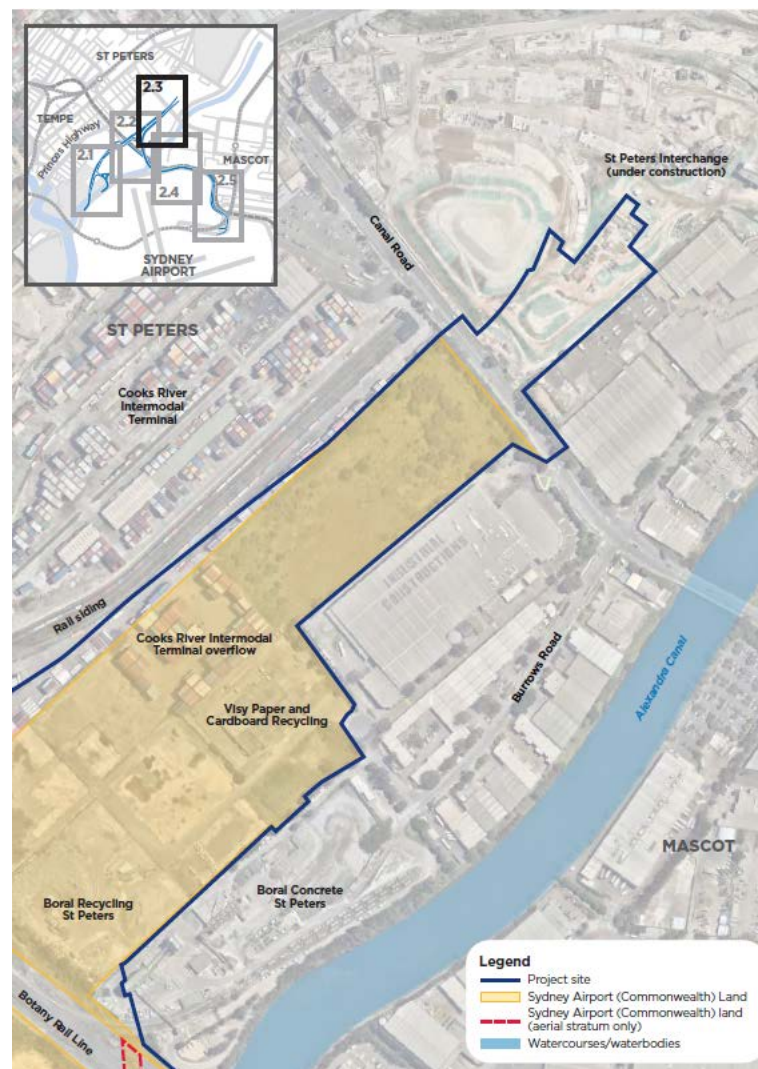 ST PETERS
2.3
TEMPE
Princes Highway
2.2
2.1
MASCOT
2.4
2.5
SYDNEY
AIRPORT
St Peters Interchange
(under construction)
Canal Road
ST PETERS
Cooks River
Intermodal
Terminal
INDUSTRIAL
CONSTRUCTIONS
Rail siding
Cooks River Intermodal
Terminal overflow
Burrows Road
Alexandra Canal
Visy Paper and
Cardboard Recycling
MASCOT
Boral Recycling
St Peters
Boral Concrete
St Peters
Botany Rail Line
Legend
Project site
Sydney Airport (Commonwealth) Land
Sydney Airport (Commonwealth) land
(aerial stratum only)
Watercourses/waterbodies